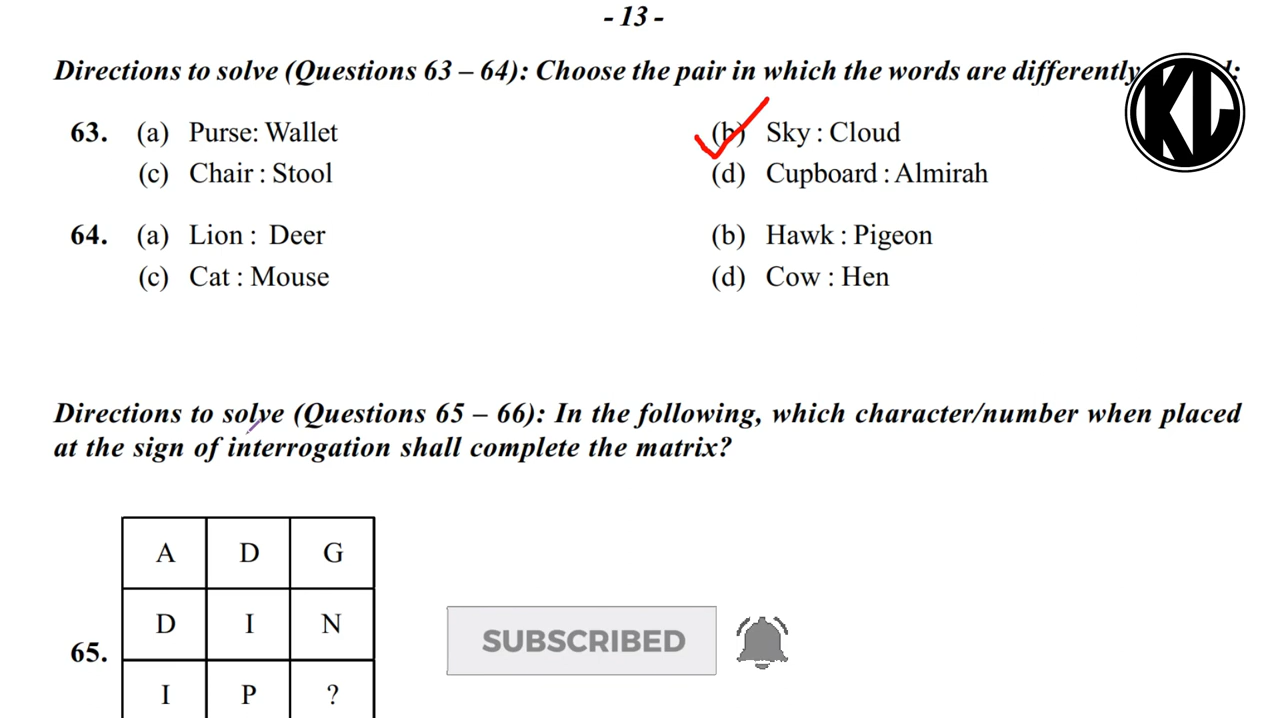 - 13 -
Directions to solve (Questions 63 – 64): Choose the pair in which the words are differently
KL
63. (a) Purse: Wallet (b) Sky : Cloud
(c) Chair : Stool (d) Cupboard : Almirah
64. (a) Lion : Deer (b) Hawk : Pigeon
(c) Cat : Mouse (d) Cow : Hen
Directions to solve (Questions 65 – 66): In the following, which character/number when placed
at the sign of interrogation shall complete the matrix?
A D G
D I N
65.
I P ?
SUBSCRIBED